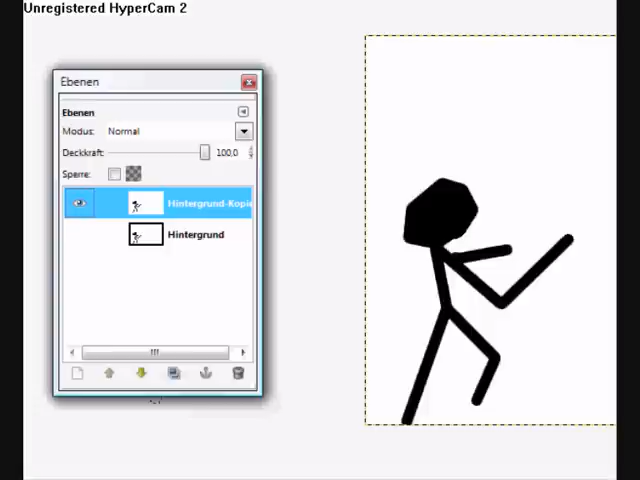 Unregistered HyperCam 2
Ebenen
Ebenen
Modus: Normal
Deckkraft: 100,0
Sperre:
Hintergrund-Kopie
Hintergrund